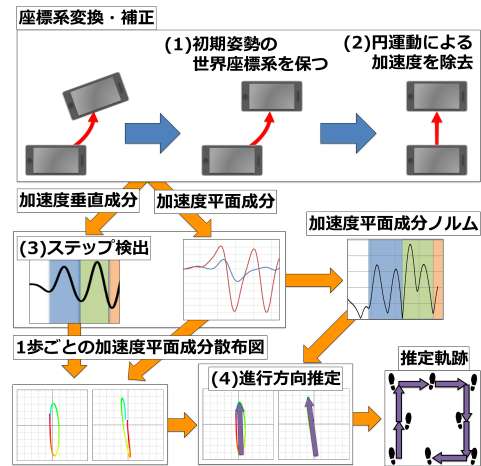 座標系変換・補正
(1)初期姿勢の
世界座標系を保つ
(2)円運動による
加速度を除去
加速度垂直成分
加速度平面成分
加速度平面成分ノルム
(3)ステップ検出
1歩ごとの加速度平面成分散布図
(4)進行方向推定
推定軌跡